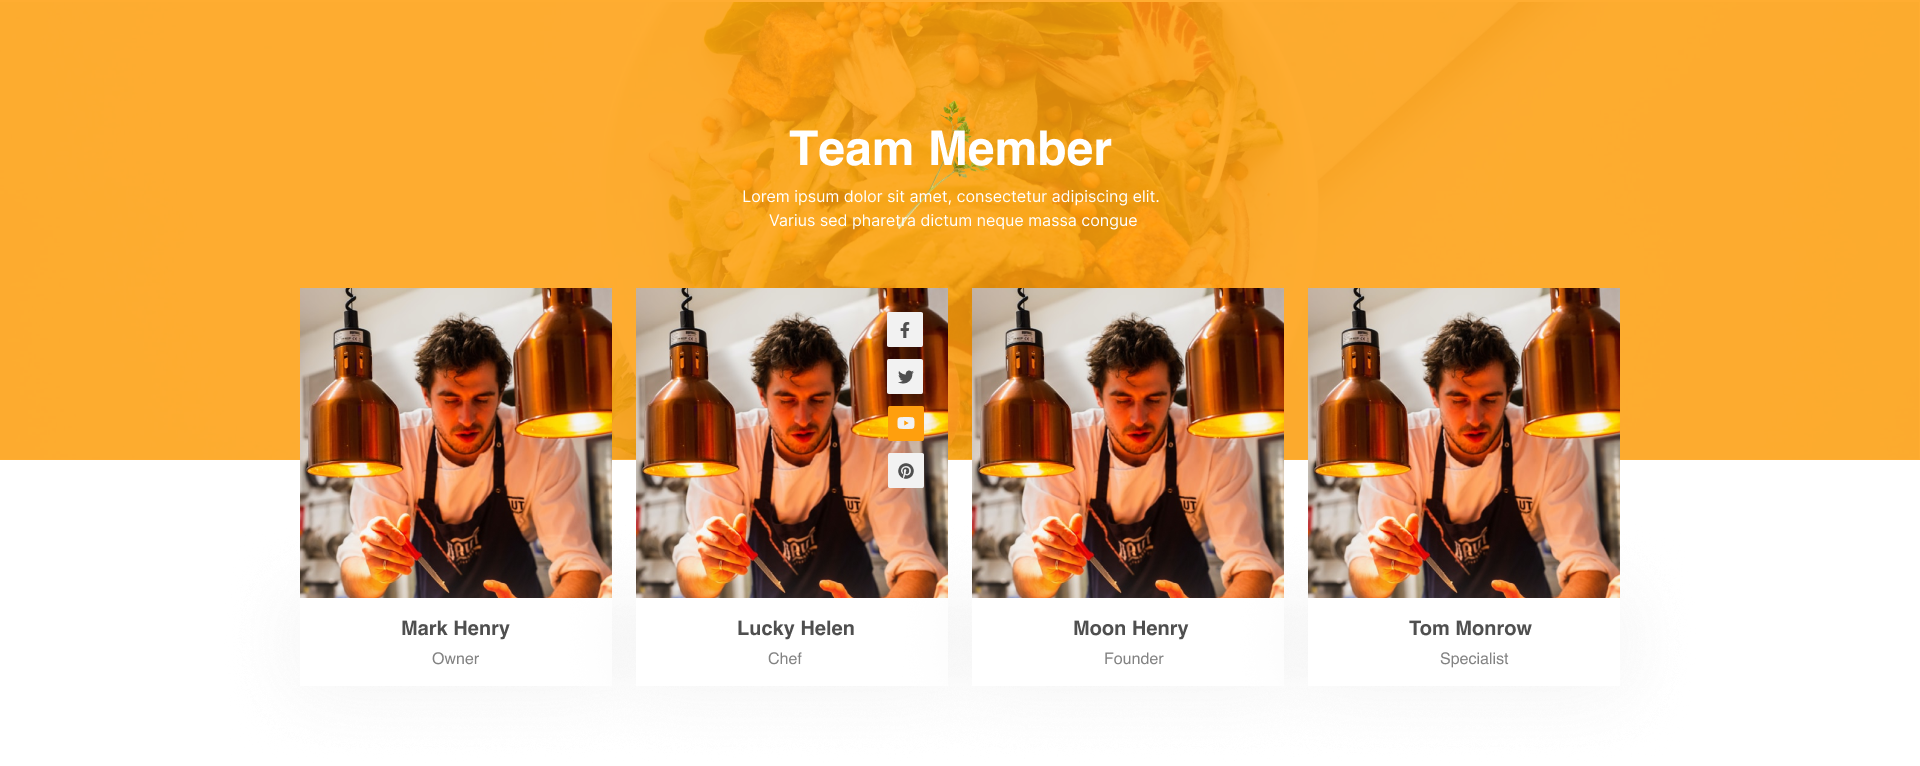 Team Member
Lorem ipsum dolor sit amet, consectetur adipiscing elit.
Varius sed pharetra dictum neque massa congue
Mark Henry
Owner
Lucky Helen
Chef
Moon Henry
Founder
Tom Monrow
Specialist